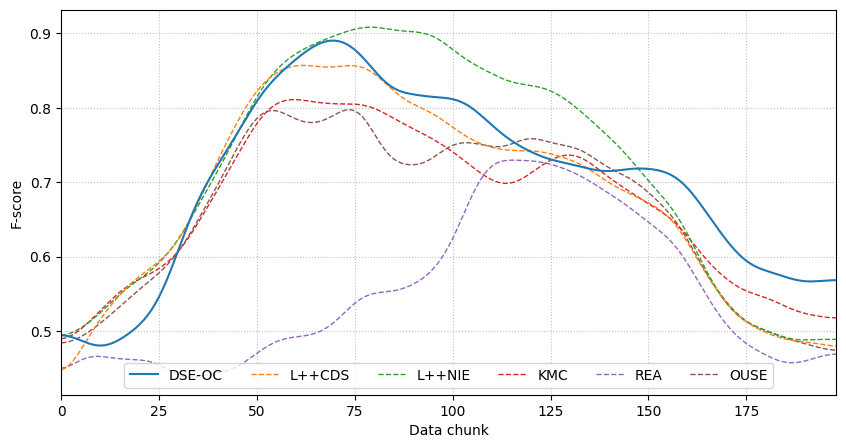 F-score
0.9
0.8
0.7
0.6
0.5
DSE-OC L++CDS L++NIE KMC REA OUSE
0 25 50 75 100 125 150 175
Data chunk